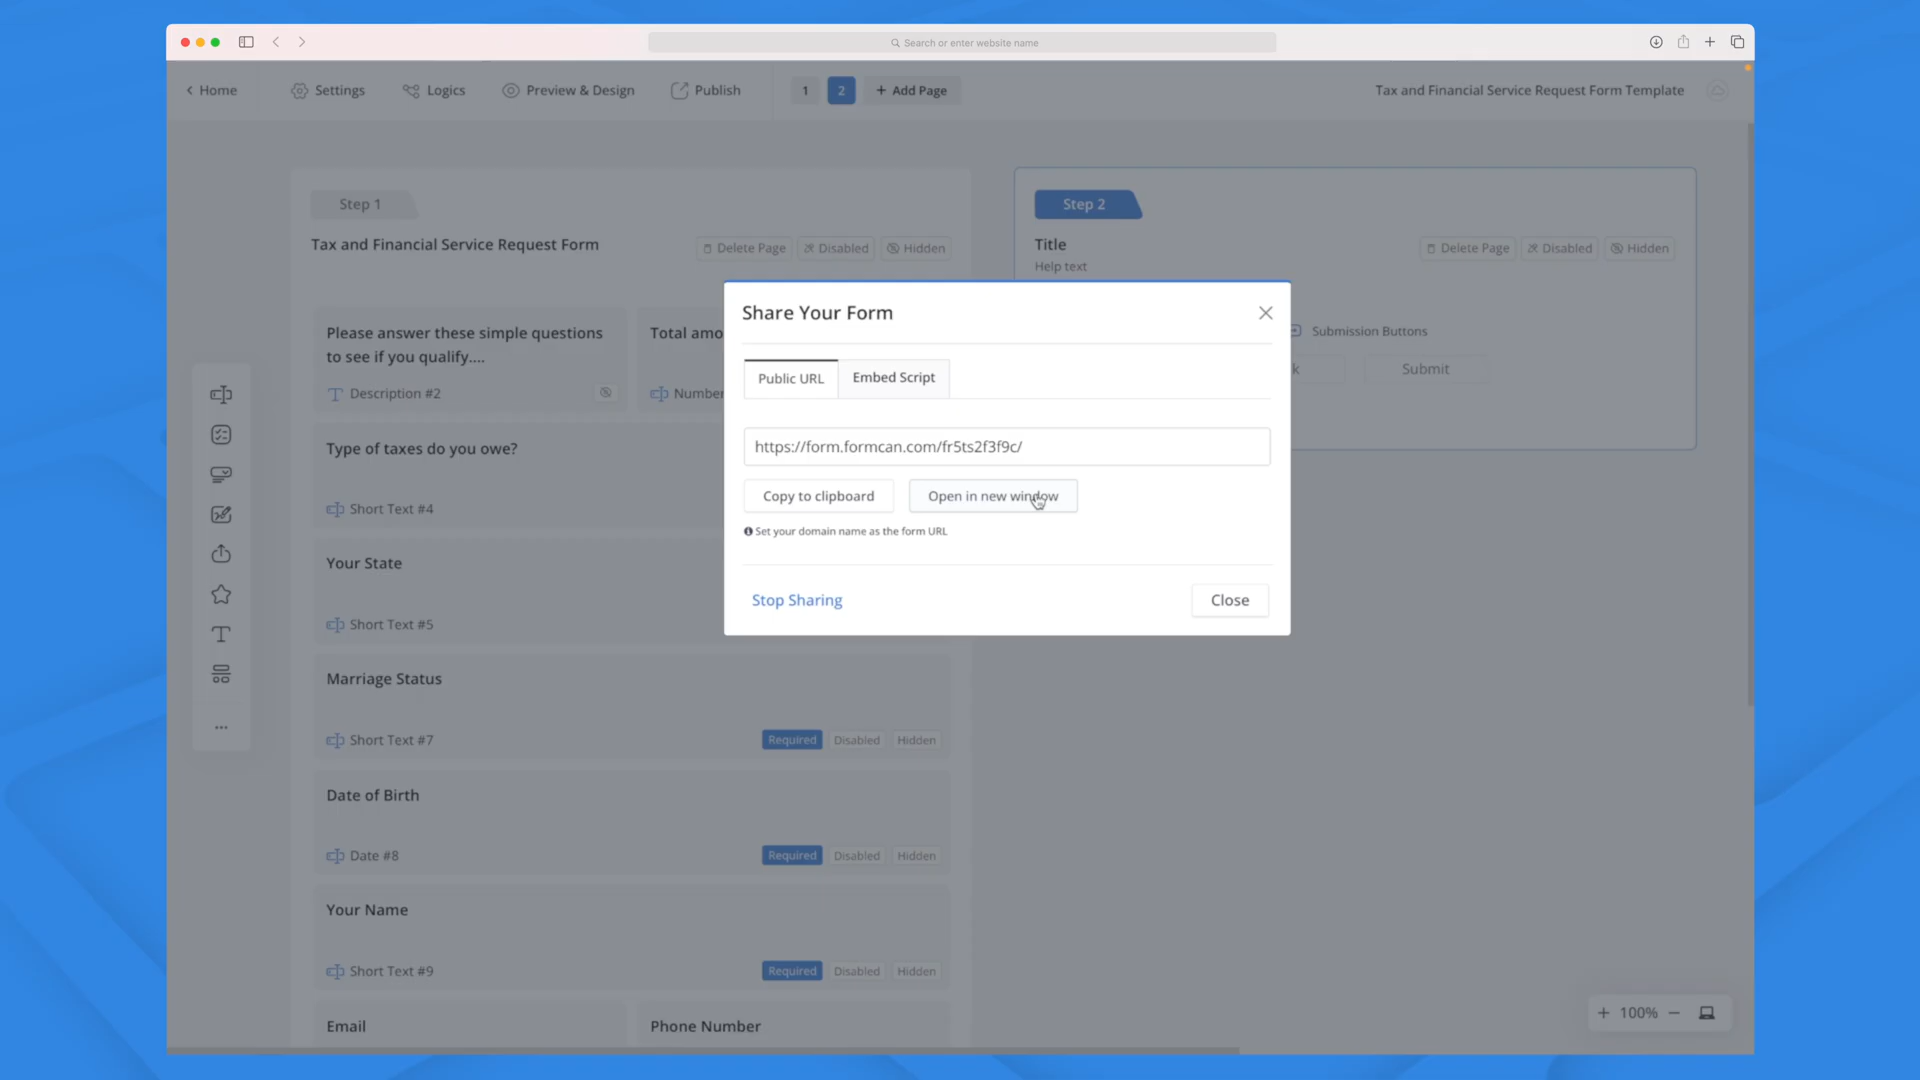 Search or enter website name
Home
Settings
Logics
Preview & Design
Publish
1
2
+ Add Page
Tax and Financial Service Request Form Template
Step 1
Tax and Financial Service Request Form
Delete Page
Disabled
Hidden
Please answer these simple questions
to see if you qualify....
Description #2
Total amo
Number
Type of taxes do you owe?
Short Text #4
Your State
Short Text #5
Marriage Status
Short Text #7
Required
Disabled
Hidden
Date of Birth
Date #8
Required
Disabled
Hidden
Your Name
Short Text #9
Required
Disabled
Hidden
Email
Phone Number
Step 2
Title
Help text
Delete Page
Disabled
Hidden
Submission Buttons
k
Submit
Share Your Form
Public URL
Embed Script
https://form.formcan.com/fr5ts2f3f9c/
Copy to clipboard
Open in new window
Set your domain name as the form URL
Stop Sharing
Close
+ 100% −